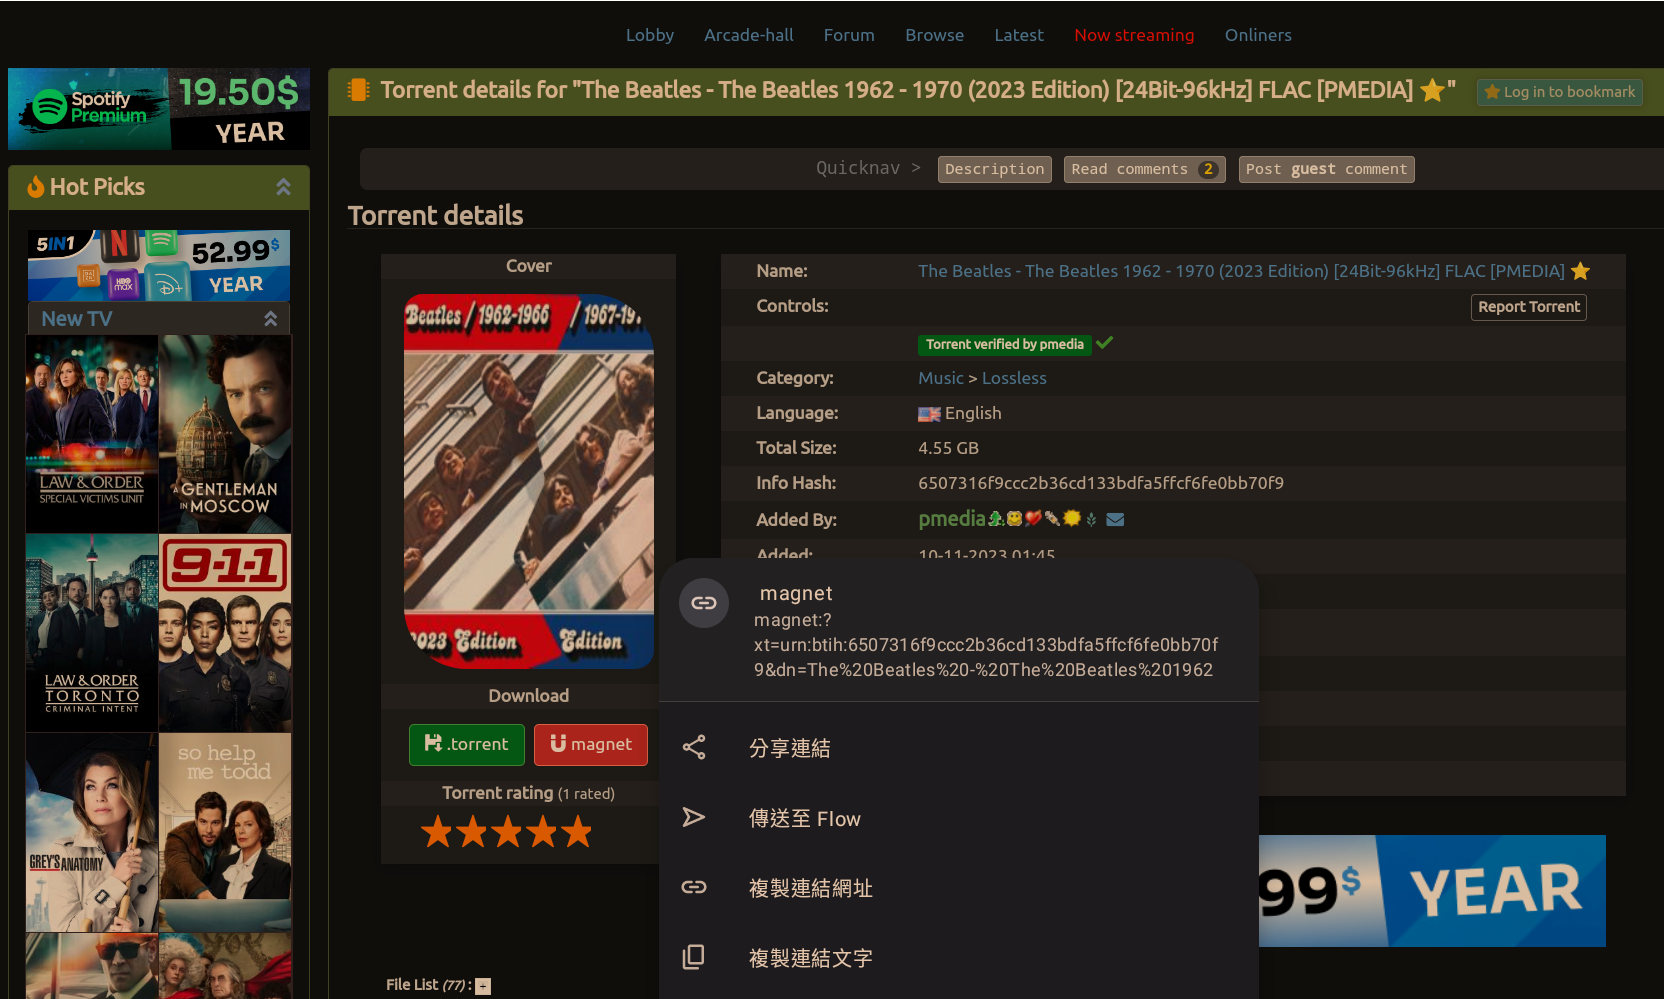 Lobby Arcade-hall Forum Browse Latest Now streaming Onliners
Spotify Premium 19.50$ YEAR
Torrent details for "The Beatles - The Beatles 1962 - 1970 (2023 Edition) [24Bit-96kHz] FLAC [PMEDIA] ⭐" Log in to bookmark
Hot Picks
5IN1 52.99$ YEAR
HBO max
Disney+
New TV
LAW & ORDER
SPECIAL VICTIMS UNIT
A GENTLEMAN IN MOSCOW
LAW & ORDER
TORONTO
CRIMINAL INTENT
9-1-1
GREY'S ANATOMY
so help me todd
Quicknav > Description Read comments 2 Post guest comment
Torrent details
Cover
Beatles / 1962-1966 / 1967-19
2023 Edition Edition
Download
.torrent magnet
Torrent rating (1 rated)
File List (77) : +
Name: The Beatles - The Beatles 1962 - 1970 (2023 Edition) [24Bit-96kHz] FLAC [PMEDIA] ⭐
Controls: Report Torrent
Torrent verified by pmedia
Category: Music > Lossless
Language: English
Total Size: 4.55 GB
Info Hash: 6507316f9ccc2b36cd133bdfa5ffcf6fe0bb70f9
Added By: pmedia
Added: 10-11-2023 01:45
magnet
magnet:?
xt=urn:btih:6507316f9ccc2b36cd133bdfa5ffcf6fe0bb70f
9&dn=The%20Beatles%20-%20The%20Beatles%201962
分享連結
傳送至 Flow
複製連結網址
複製連結文字
99$ YEAR